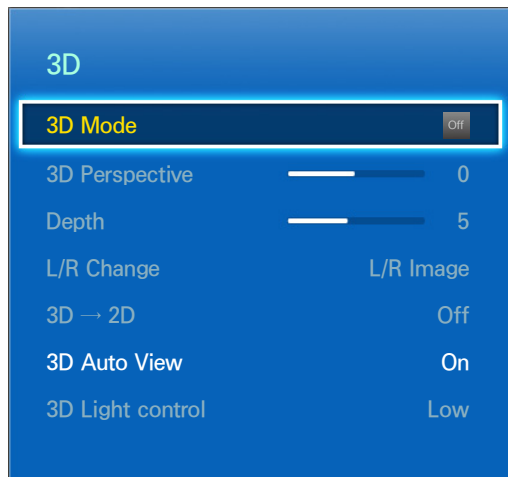 3D
3D Mode Off
3D Perspective 0
Depth 5
L/R Change L/R Image
3D → 2D Off
3D Auto View On
3D Light control Low